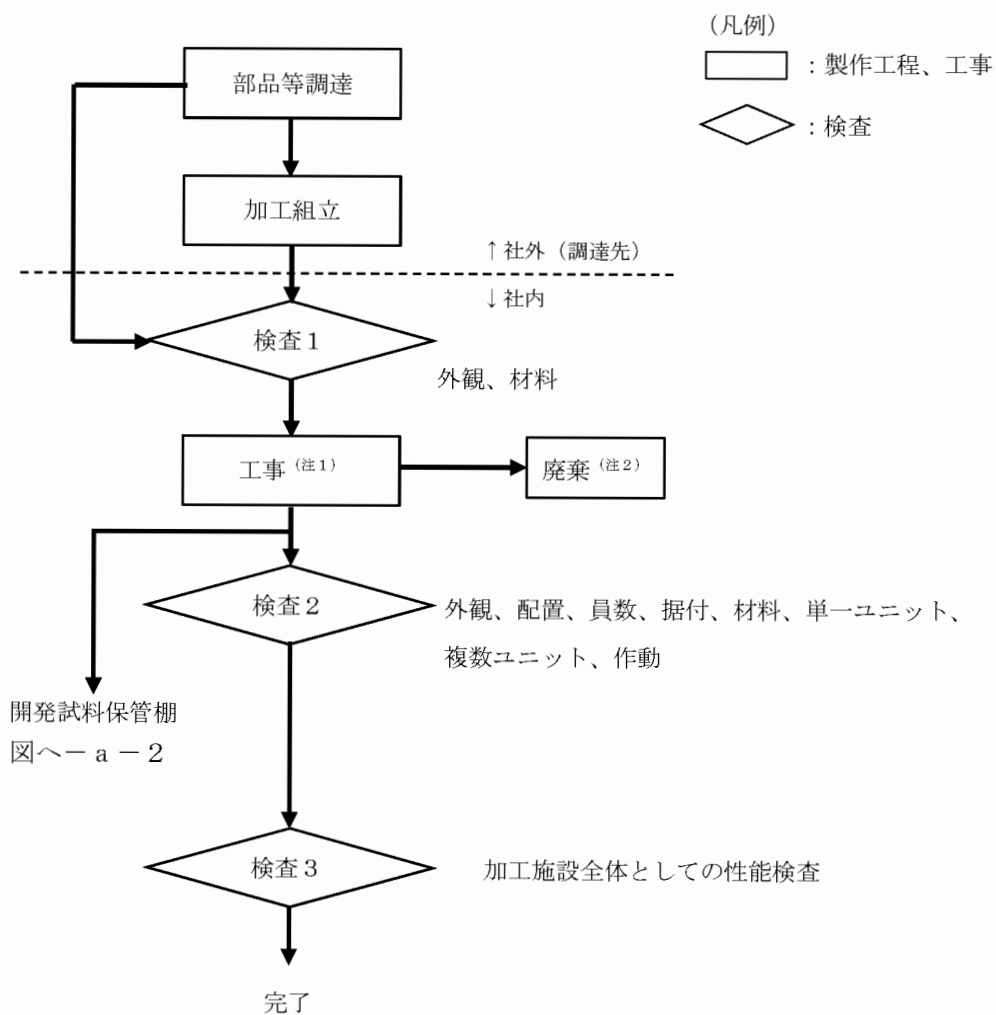 (凡例)
:製作工程、工事
:検査
部品等調達
加工組立
↑社外(調達先)
↓社内
検査1
外観、材料
工事(注1)
廃棄(注2)
検査2
外観、配置、員数、据付、材料、単一ユニット、
複数ユニット、作動
開発試料保管棚
図へ-a-2
検査3
加工施設全体としての性能検査
完了